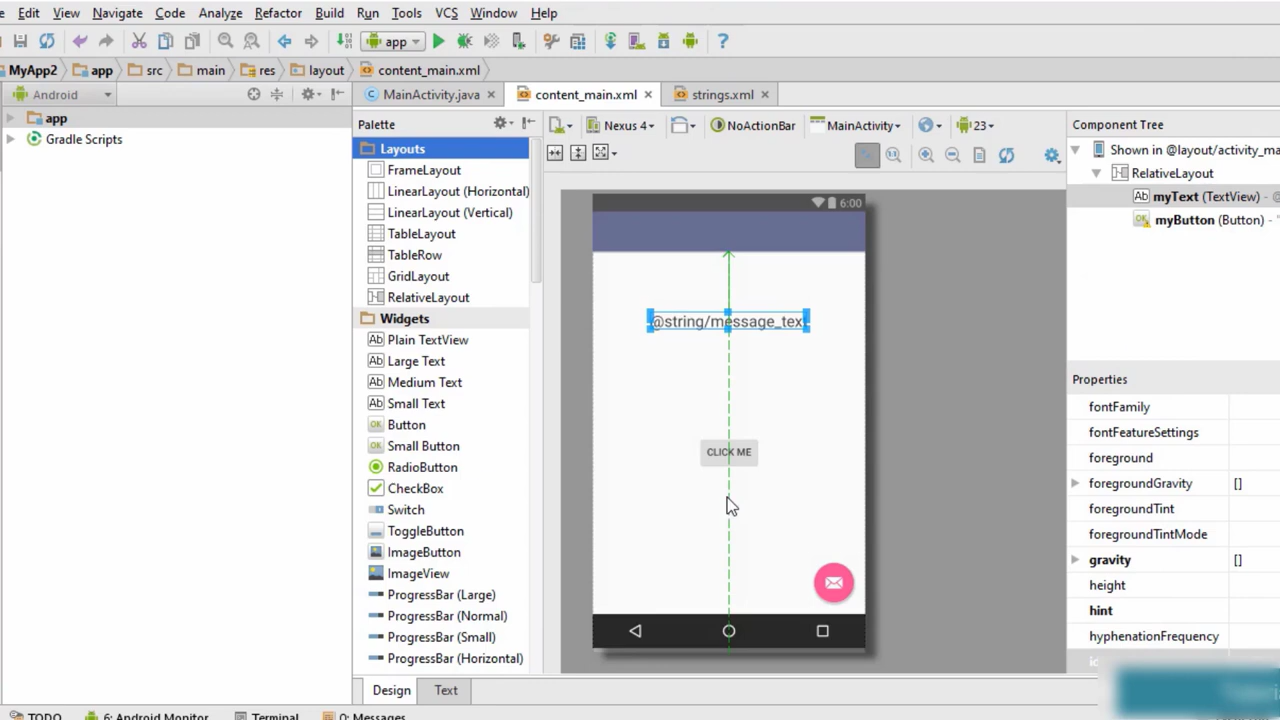 Edit View Navigate Code Analyze Refactor Build Run Tools VCS Window Help
app
MyApp2 app src main res layout content_main.xml
Android
MainActivity.java content_main.xml strings.xml
app
Gradle Scripts
Palette
Layouts
FrameLayout
LinearLayout (Horizontal)
LinearLayout (Vertical)
TableLayout
TableRow
GridLayout
RelativeLayout
Widgets
Plain TextView
Large Text
Medium Text
Small Text
Button
Small Button
RadioButton
CheckBox
Switch
ToggleButton
ImageButton
ImageView
ProgressBar (Large)
ProgressBar (Normal)
ProgressBar (Small)
ProgressBar (Horizontal)
Design Text
Nexus 4 NoActionBar MainActivity 23
6:00
@string/message_text
CLICK ME
Component Tree
Shown in @layout/activity_ma
RelativeLayout
myText (TextView) - @
myButton (Button) - "
Properties
fontFamily
fontFeatureSettings
foreground
foregroundGravity []
foregroundTint
foregroundTintMode
gravity []
height
hint
hyphenationFrequency
TODO 6: Android Monitor Terminal 0: Messages